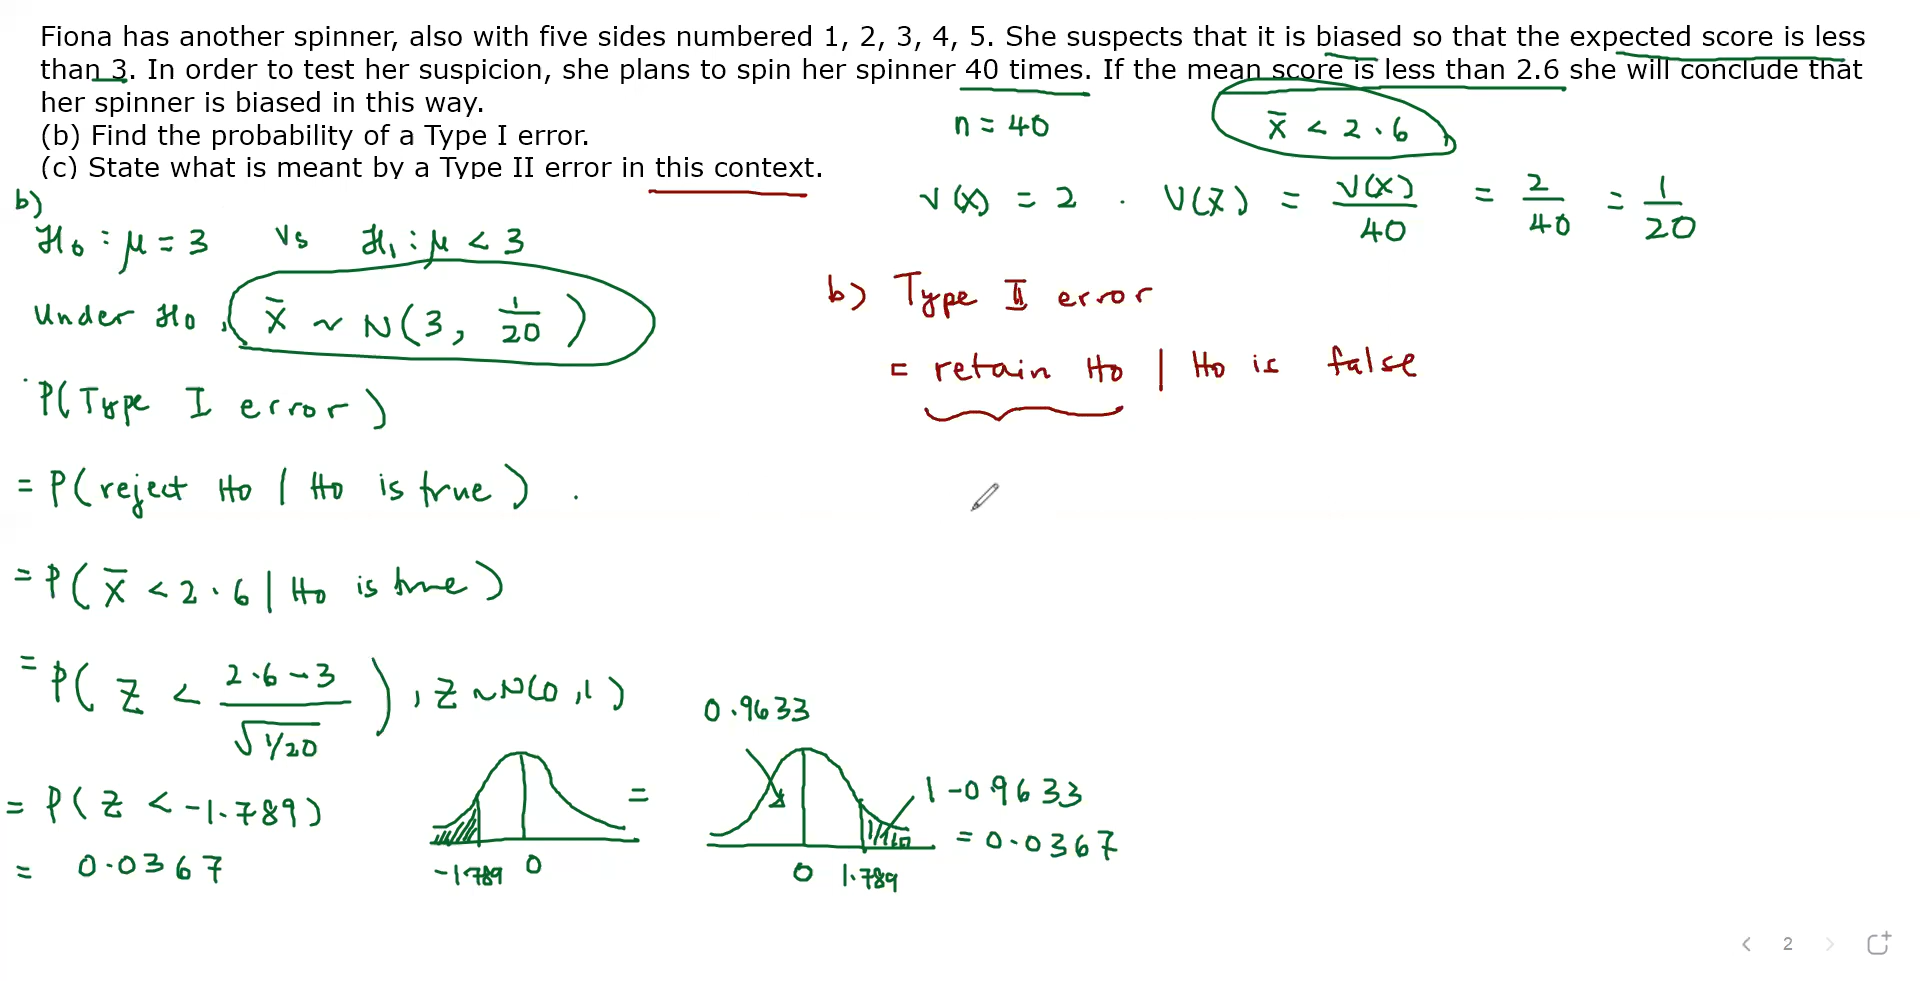 Fiona has another spinner, also with five sides numbered 1, 2, 3, 4, 5. She suspects that it is biased so that the expected score is less
than 3. In order to test her suspicion, she plans to spin her spinner 40 times. If the mean score is less than 2.6 she will conclude that
her spinner is biased in this way.
(b) Find the probability of a Type I error.
(c) State what is meant by a Type II error in this context.
n = 40
x̄ < 2.6
V(X) = 2 . V(X̄) = V(X)/40 = 2/40 = 1/20
b)
H₀ : μ = 3 vs H₁ : μ < 3
Under H₀, X̄ ~ N(3, 1/20)
P(Type I error)
= P(reject H₀ | H₀ is true) .
= P(X̄ < 2.6 | H₀ is true)
= P(Z < (2.6-3)/√(1/20)), Z ~ N(0,1)
= P(Z < -1.789)
= 0.0367
-1.789 0
=
0.9633
0 1.789
1-0.9633
= 0.0367
b) Type II error
= retain H₀ | H₀ is false
2